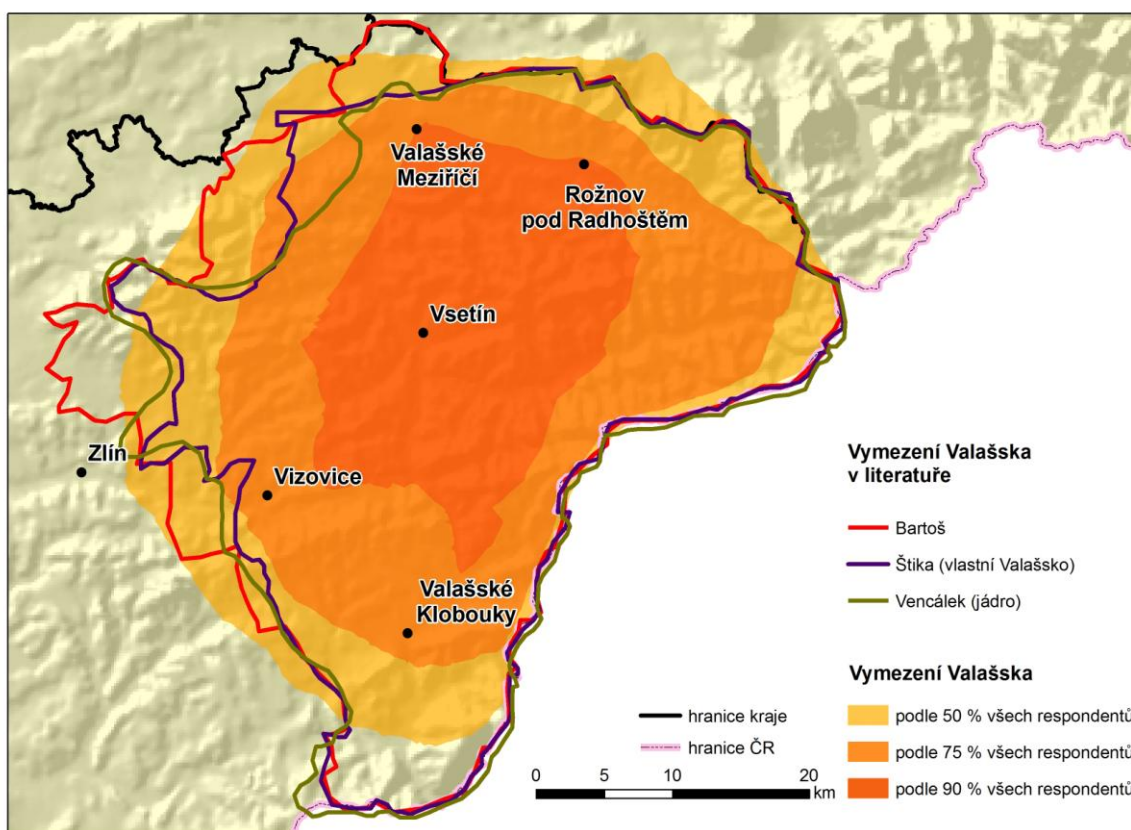 Valašské
Meziříčí
Rožnov
pod Radhoštěm
Vsetín
Zlín
Vizovice
Valašské
Klobouky
Vymezení Valašska
v literatuře
Bartoš
Štika (vlastní Valašsko)
Vencálek (jádro)
Vymezení Valašska
podle 50 % všech respondentů
podle 75 % všech respondentů
podle 90 % všech respondentů
hranice kraje
hranice ČR
0 5 10 20
km